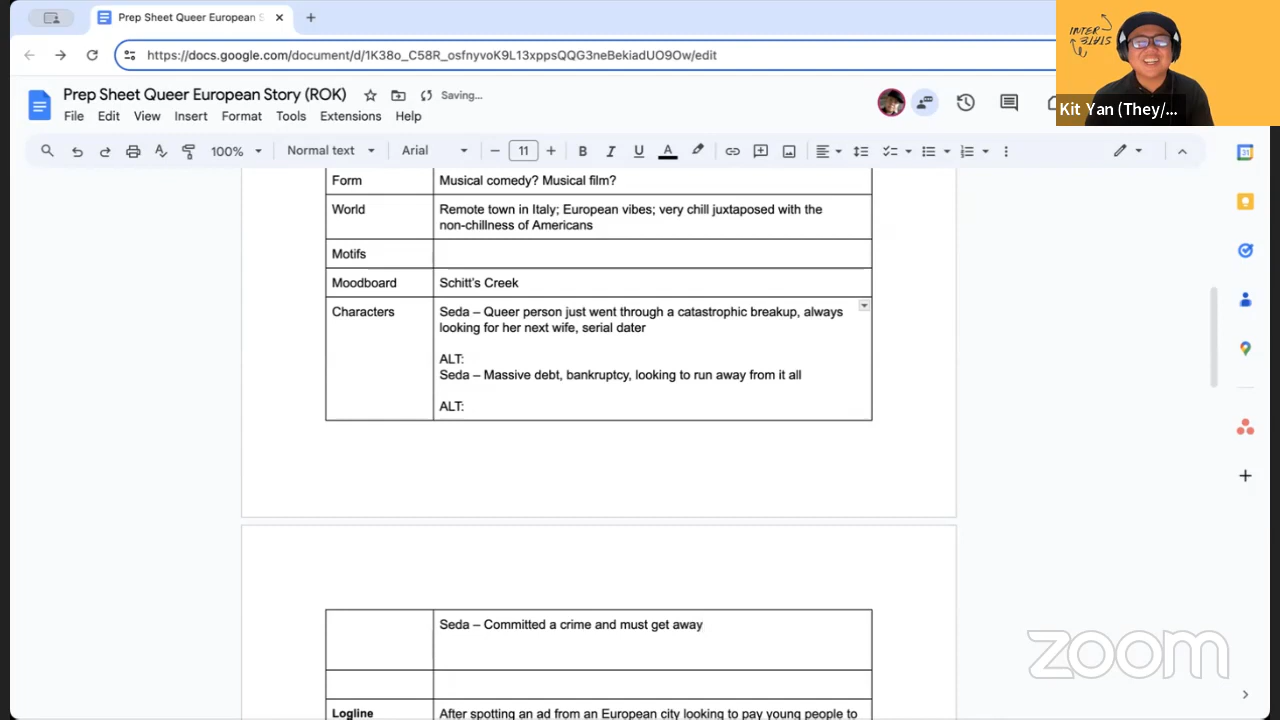 Prep Sheet Queer European S
https://docs.google.com/document/d/1K38o_C58R_osfnyvoK9L13xppsQQG3neBekiadUO9Ow/edit
Prep Sheet Queer European Story (ROK)
Saving...
File Edit View Insert Format Tools Extensions Help
100% Normal text Arial 11 B I U A
INTER
STATE
Kit Yan (They/...
31
Form Musical comedy? Musical film?
World Remote town in Italy; European vibes; very chill juxtaposed with the
non-chillness of Americans
Motifs
Moodboard Schitt's Creek
Characters Seda – Queer person just went through a catastrophic breakup, always
looking for her next wife, serial dater
ALT:
Seda – Massive debt, bankruptcy, looking to run away from it all
ALT:
Seda – Committed a crime and must get away
Logline After spotting an ad from an European city looking to pay young people to
zoom